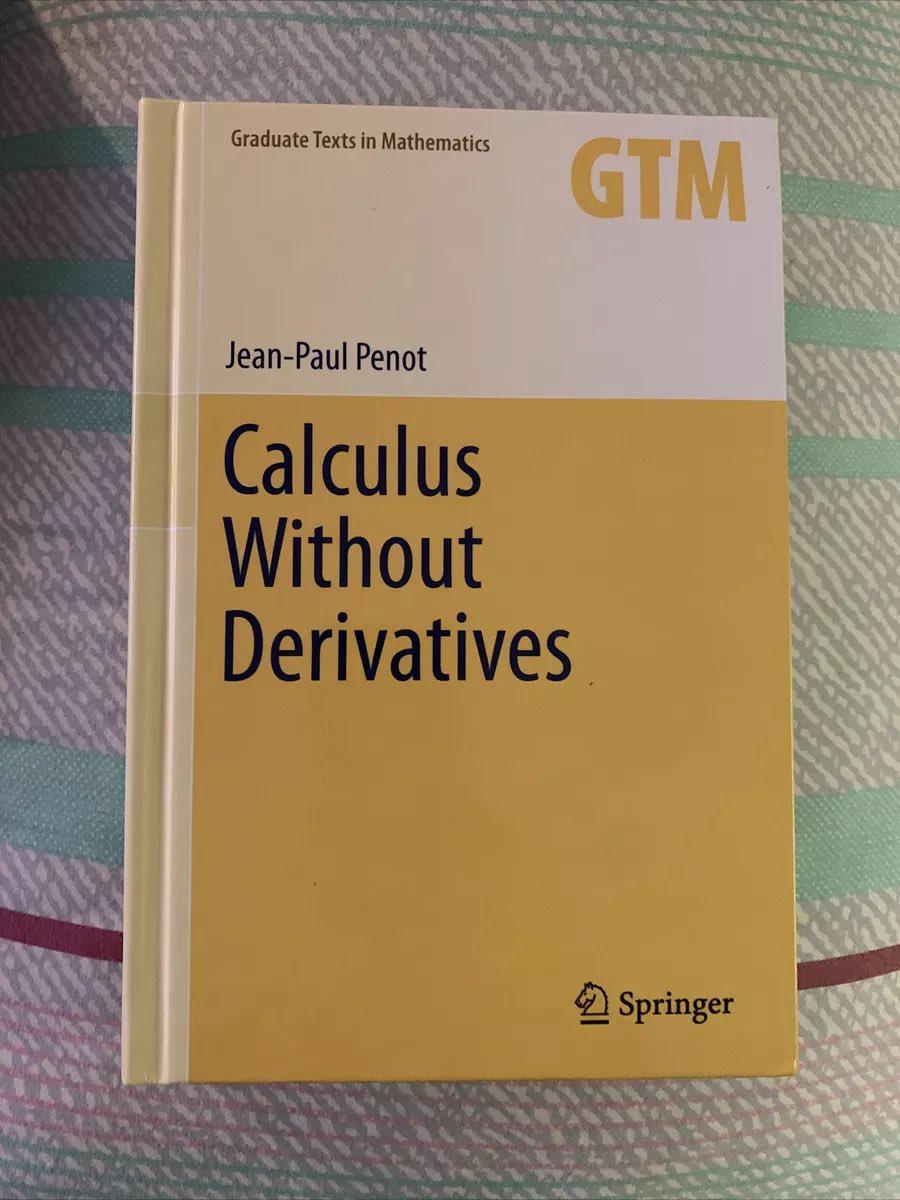 Graduate Texts in Mathematics
GTM
Jean-Paul Penot
Calculus
Without
Derivatives
Springer